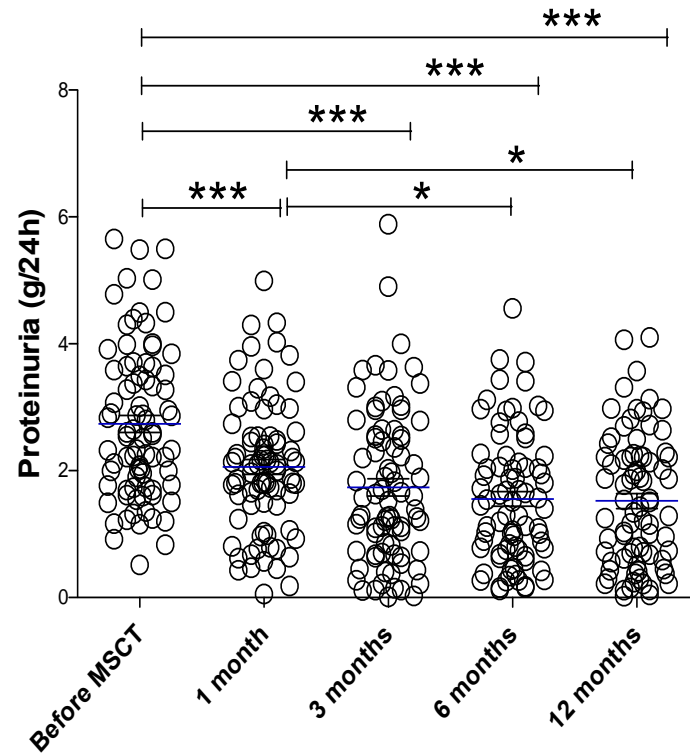 ***
***
***
*
***
*
8
6
4
2
0
Proteinuria (g/24h)
Before MSCT
1 month
3 months
6 months
12 months